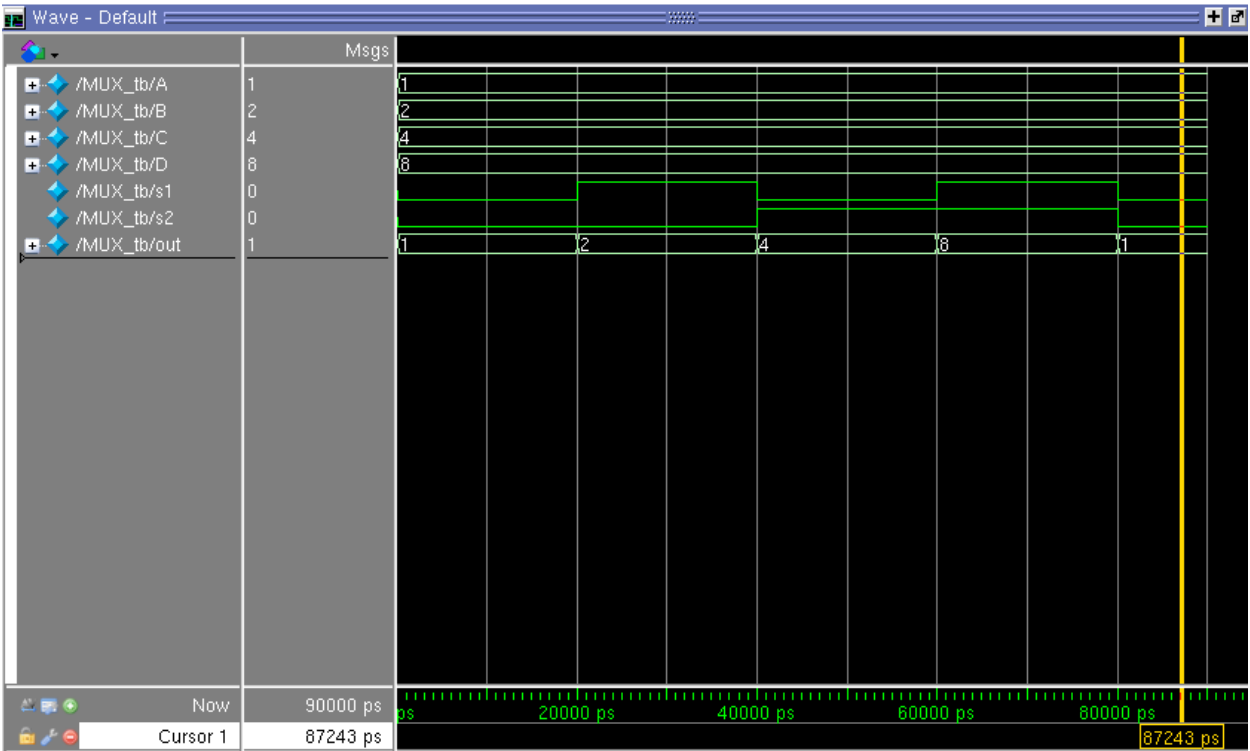 Wave - Default
Msgs
/MUX_tb/A 1 1
/MUX_tb/B 2 2
/MUX_tb/C 4 4
/MUX_tb/D 8 8
/MUX_tb/s1 0
/MUX_tb/s2 0
/MUX_tb/out 1 1 2 4 8 1
Now 90000 ps ps 20000 ps 40000 ps 60000 ps 80000 ps
Cursor 1 87243 ps 87243 ps